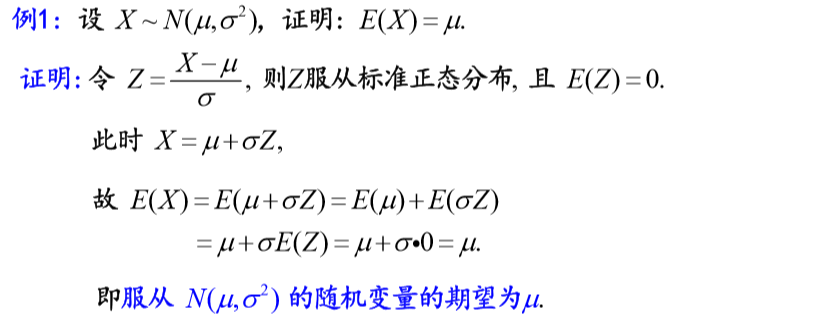 例1：设 X ~ N(μ,σ²)，证明：E(X)=μ.
证明：令 Z=(X−μ)/σ, 则Z服从标准正态分布, 且 E(Z)=0.
此时 X=μ+σZ,
故 E(X)=E(μ+σZ)=E(μ)+E(σZ)
=μ+σE(Z)=μ+σ•0=μ.
即服从 N(μ,σ²) 的随机变量的期望为μ.